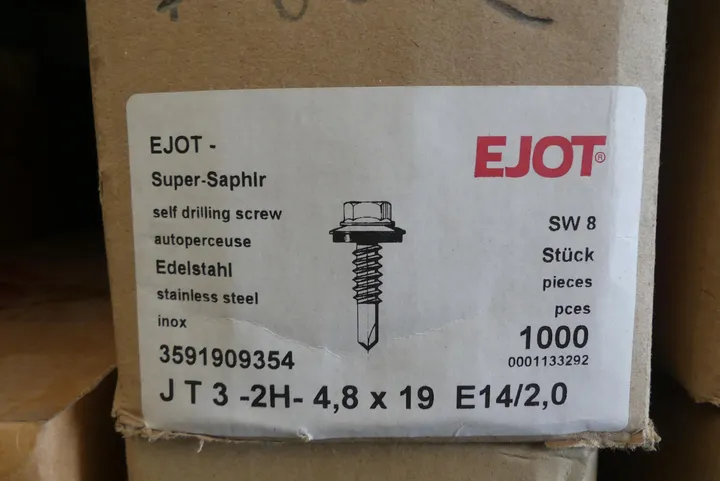 EJOT -
Super-Saphir
self drilling screw
autoperceuse
Edelstahl
stainless steel
inox
3591909354
EJOT®
SW 8
Stück
pieces
pces
1000
0001133292
J T 3 -2H- 4,8 x 19 E14/2,0